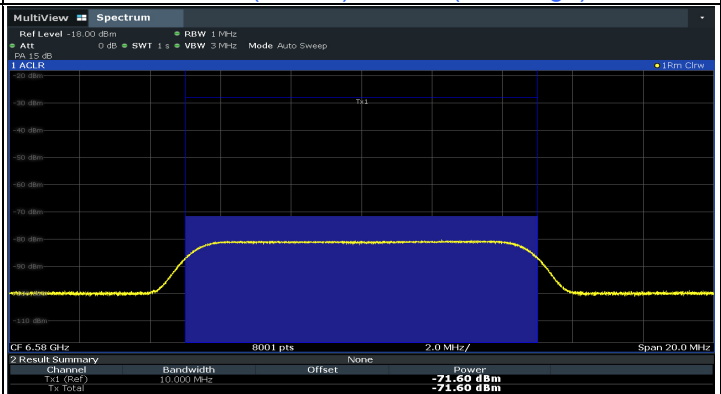 MultiView Spectrum
Ref Level -18.00 dBm RBW 1 MHz
Att 0 dB SWT 1 s VBW 3 MHz Mode Auto Sweep
PA 15 dB
1 ACLR 1Rm Clrw
-20 dBm
Tx1
-30 dBm
-40 dBm
-50 dBm
-60 dBm
-70 dBm
-80 dBm
-90 dBm
-110 dBm
CF 6.58 GHz 8001 pts 2.0 MHz/ Span 20.0 MHz
2 Result Summary None
Channel Bandwidth Offset Power
Tx1 (Ref) 10.000 MHz -71.60 dBm
Tx Total -71.60 dBm